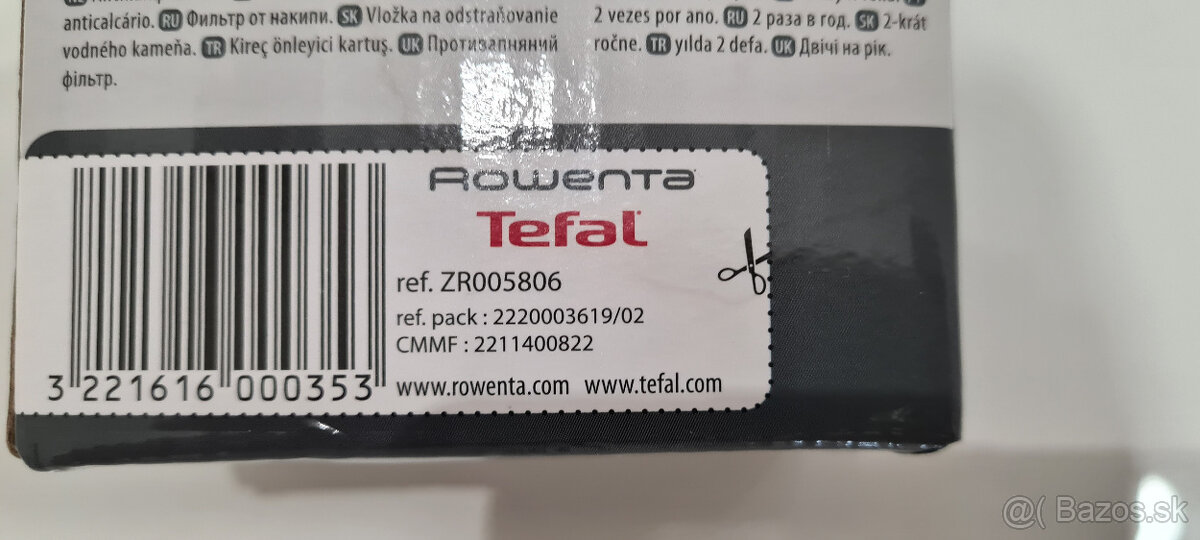 anticalcário. RU Фильтр от накипи. SK Vložka na odstraňovanie
vodného kameňa. TR Kireç önleyici kartuş. UK Протизапняний
фільтр.
2 vezes por ano. RU 2 раза в год. SK 2-krát
ročne. TR yılda 2 defa. UK Двічі на рік.
Rowenta
Tefal
ref. ZR005806
ref. pack : 2220003619/02
CMMF : 2211400822
www.rowenta.com www.tefal.com
3 221616 000353
@( Bazos.sk